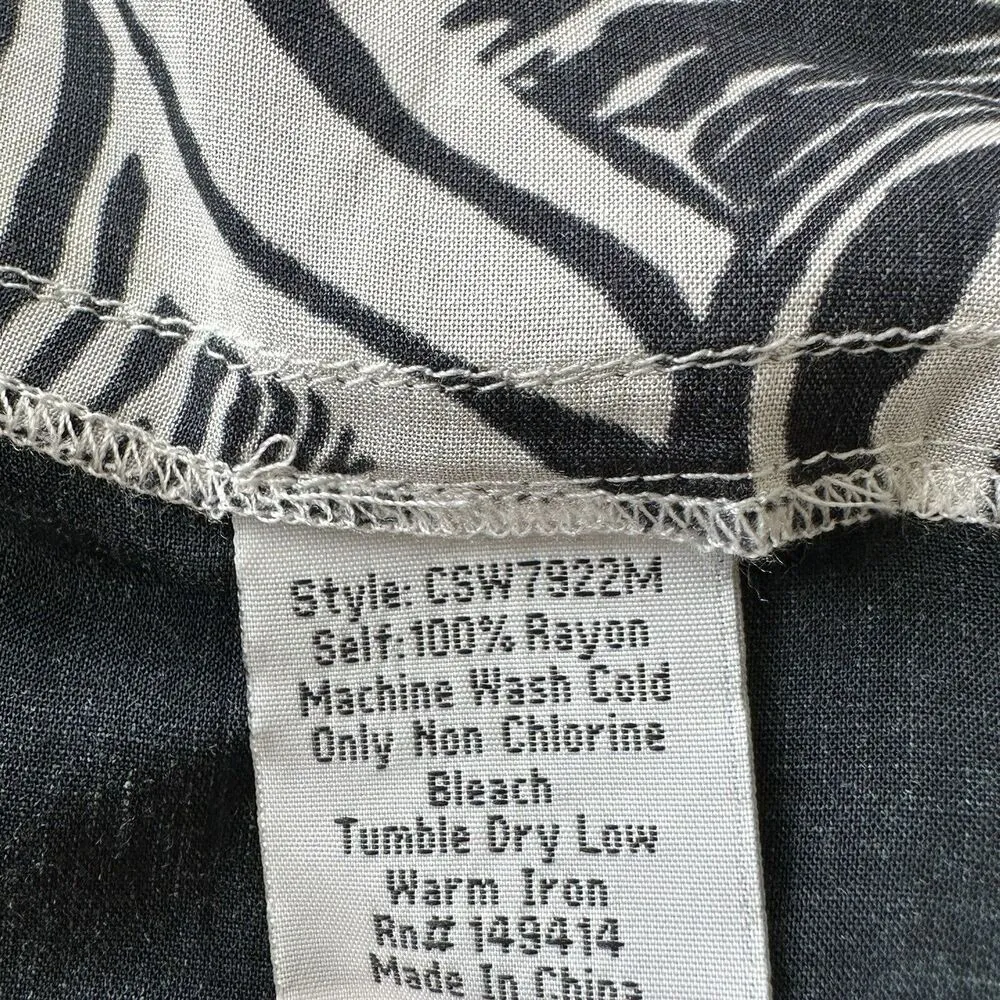 Style: CSW7922M
Self:100% Rayon
Machine Wash Cold
Only Non Chlorine
Bleach
Tumble Dry Low
Warm Iron
Rn# 149414
Made In China